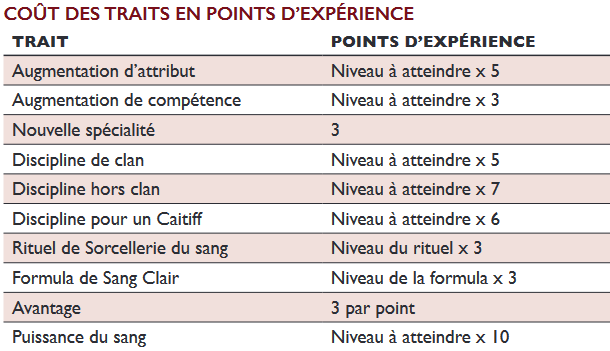 COÛT DES TRAITS EN POINTS D’EXPÉRIENCE
TRAIT POINTS D’EXPÉRIENCE
Augmentation d’attribut Niveau à atteindre x 5
Augmentation de compétence Niveau à atteindre x 3
Nouvelle spécialité 3
Discipline de clan Niveau à atteindre x 5
Discipline hors clan Niveau à atteindre x 7
Discipline pour un Caitiff Niveau à atteindre x 6
Rituel de Sorcellerie du sang Niveau du rituel x 3
Formula de Sang Clair Niveau de la formula x 3
Avantage 3 par point
Puissance du sang Niveau à atteindre x 10